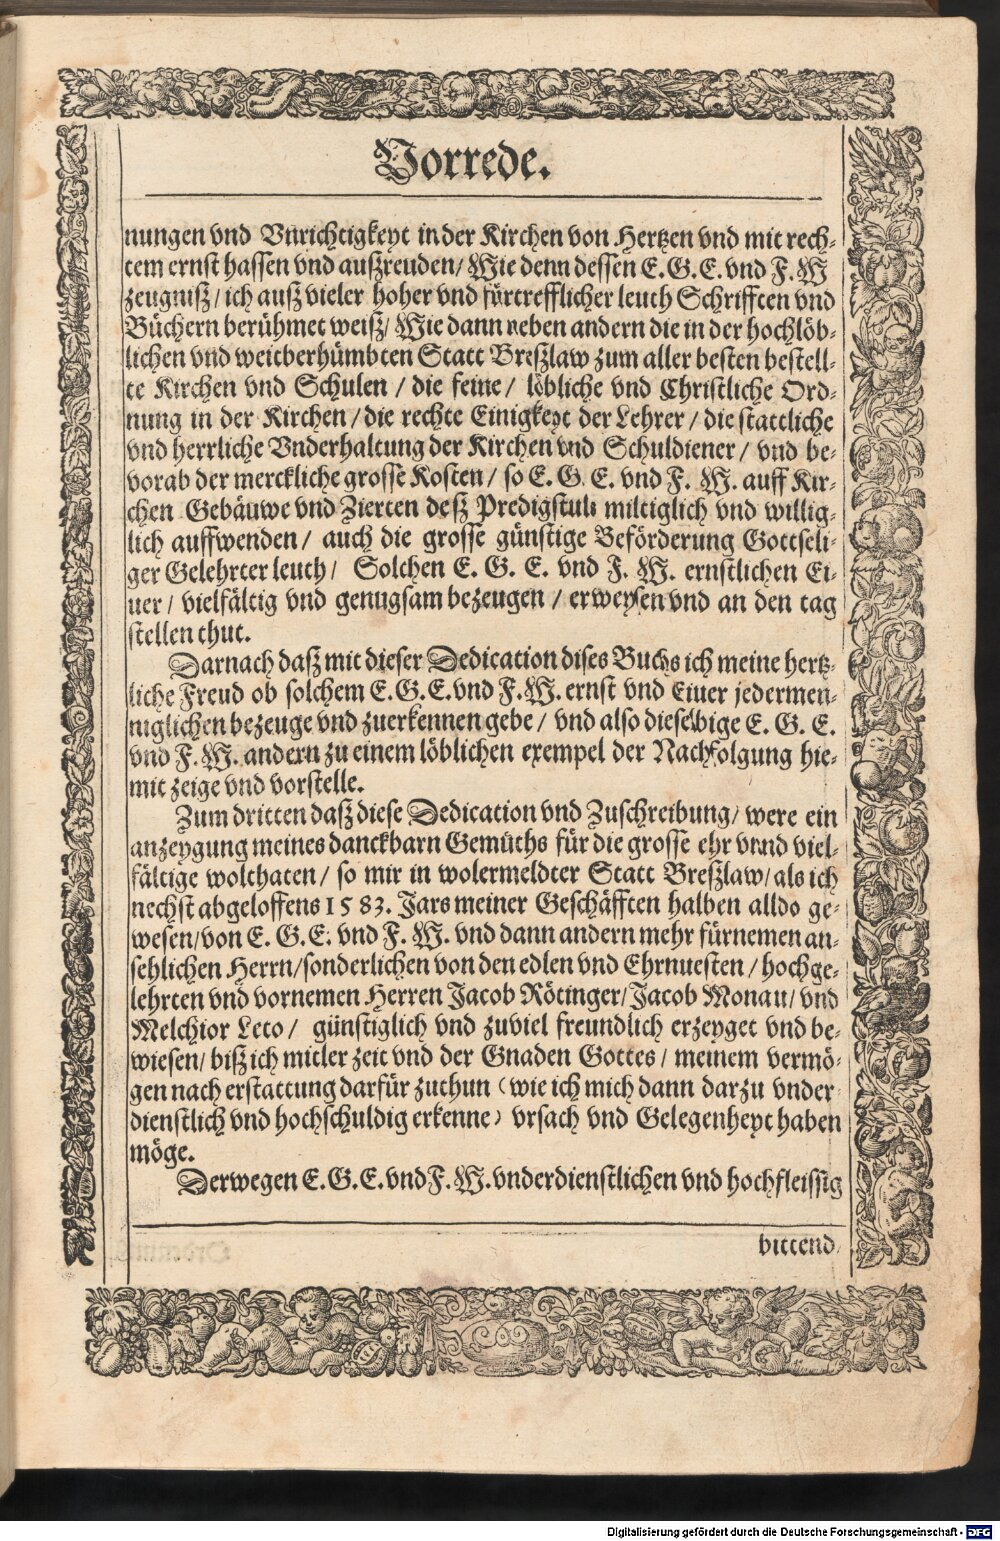 Vorrede.
nungen vnd Vnrichtigkeyt in der Kirchen von Hertzen vnd mit rech-
tem ernst hassen vnd außreuden/ Wie denn dessen E. G. E. vnd F. W
zeugniß/ ich auß vieler hoher vnd fürtrefflicher leuth Schrifften vnd
Büchern berühmet weiß/ Wie dann neben andern die in der hochlöb-
lichen vnd weitberhümbten Statt Breßlaw zum aller besten bestell-
te Kirchen vnd Schulen / die feine / löbliche vnd Christliche Ord-
nung in der Kirchen / die rechte Einigkeyt der Lehrer / die stattliche
vnd herrliche Vnderhaltung der Kirchen vnd Schuldiener / vnd be-
vorab der merckliche grosse Kosten / so E. G. E. vnd F. W. auff Kir-
chen Gebäuwe vnd Zierten deß Predigstuls miltiglich vnd willig-
lich auffwenden / auch die grosse günstige Beförderung Gottseli-
ger Gelehrter leuth / Solchen E. G. E. vnd F. W. ernstlichen Ei-
uer / vielfältig vnd genugsam bezeugen / erweysen vnd an den tag
stellen thut.
Darnach daß mit dieser Dedication dises Buchs ich meine hertz-
liche Freud ob solchem E. G. E. vnd F. W. ernst vnd Eiuer jedermen-
niglichen bezeuge vnd zuerkennen gebe / vnd also dieselbige E. G. E.
vnd F. W. andern zu einem löblichen exempel der Nachfolgung hie-
mit zeige vnd vorstelle.
Zum dritten daß diese Dedication vnd Zuschreibung/ were ein
anzeygung meines danckbarn Gemüths für die grosse ehr vnnd viel-
fältige wolthaten / so mir in wolermeldter Statt Breßlaw/ als ich
nechst abgeloffens 1583. Jars meiner Geschäfften halben alldo ge-
wesen/ von E. G. E. vnd F. W. vnd dann andern mehr fürnemen an-
sehlichen Herrn/ sonderlichen von den edlen vnd Ehrnuesten / hochge-
lehrten vnd vornemen Herren Jacob Rötinger/ Jacob Monau/ vnd
Melchior Leto / günstiglich vnd zuviel freundlich erzeyget vnd be-
wiesen/ biß ich mitler zeit vnd der Gnaden Gottes / meinem vermö-
gen nach erstattung darfür zuthun (wie ich mich dann darzu vnder-
dienstlich vnd hochschuldig erkenne) vrsach vnd Gelegenheyt haben
möge.
Derwegen E. G. E. vnd F. W. vnderdienstlichen vnd hochfleissig
bittend/
Digitalisierung gefördert durch die Deutsche Forschungsgemeinschaft - DFG